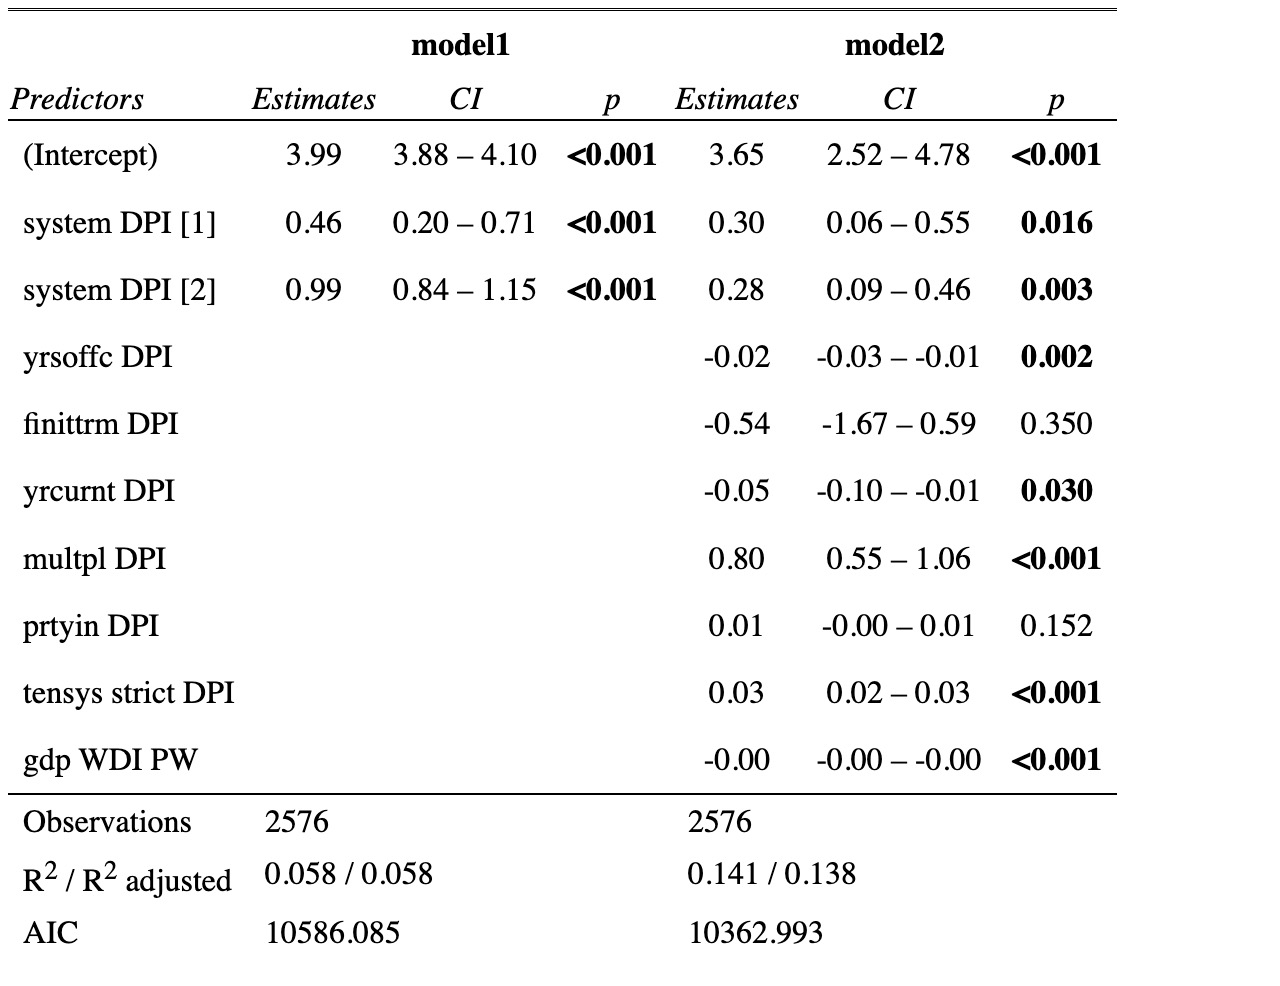 model1 model2
Predictors Estimates CI p Estimates CI p
(Intercept) 3.99 3.88 – 4.10 <0.001 3.65 2.52 – 4.78 <0.001
system DPI [1] 0.46 0.20 – 0.71 <0.001 0.30 0.06 – 0.55 0.016
system DPI [2] 0.99 0.84 – 1.15 <0.001 0.28 0.09 – 0.46 0.003
yrsoffc DPI -0.02 -0.03 – -0.01 0.002
finittrm DPI -0.54 -1.67 – 0.59 0.350
yrcurnt DPI -0.05 -0.10 – -0.01 0.030
multpl DPI 0.80 0.55 – 1.06 <0.001
prtyin DPI 0.01 -0.00 – 0.01 0.152
tensys strict DPI 0.03 0.02 – 0.03 <0.001
gdp WDI PW -0.00 -0.00 – -0.00 <0.001
Observations 2576 2576
R² / R² adjusted 0.058 / 0.058 0.141 / 0.138
AIC 10586.085 10362.993